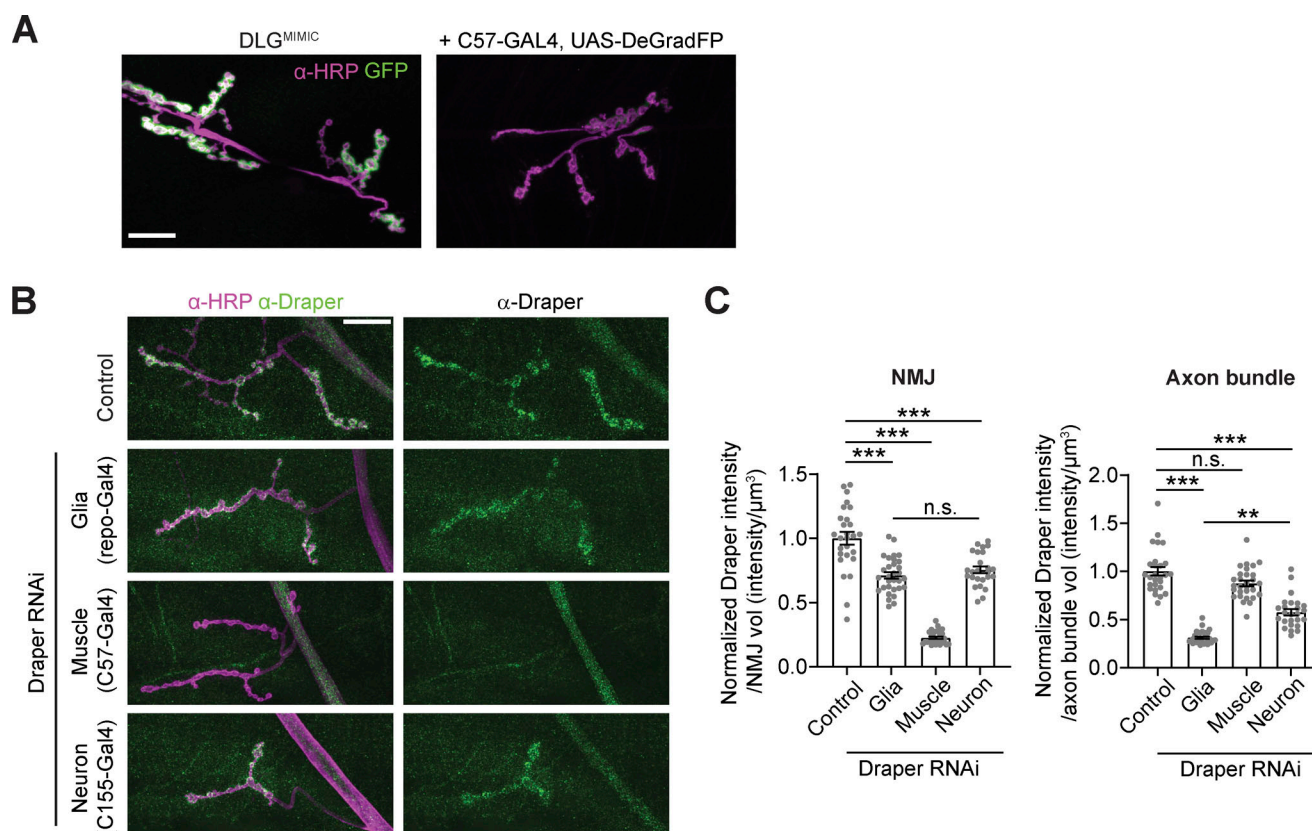 A
DLG^MIMIC
+ C57-GAL4, UAS-DeGradFP
α-HRP GFP
B
α-HRP α-Draper
α-Draper
Control
Draper RNAi
Glia
(repo-Gal4)
Muscle
(C57-Gal4)
Neuron
C155-Gal4)
C
NMJ
Normalized Draper intensity
/NMJ vol (intensity/μm³)
1.5
1.0
0.5
0.0
***
***
***
n.s.
Control
Glia
Muscle
Neuron
Draper RNAi
Axon bundle
Normalized Draper intensity
/axon bundle vol (intensity/μm³)
2.0
1.5
1.0
0.5
0.0
***
n.s.
***
**
Control
Glia
Muscle
Neuron
Draper RNAi